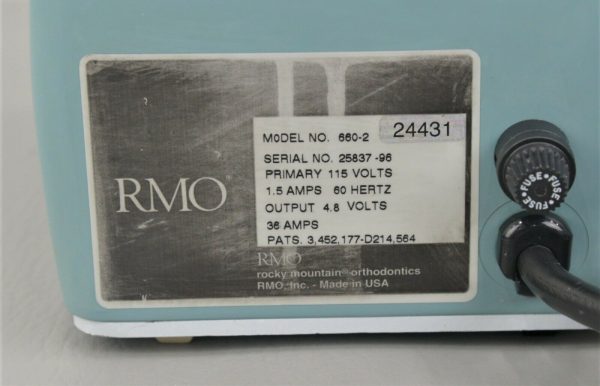 MODEL NO. 660-2 24431
SERIAL NO. 25837-96
PRIMARY 115 VOLTS
1.5 AMPS 60 HERTZ
OUTPUT 4.8 VOLTS
36 AMPS
PATS. 3,452,177-D214,564
RMO
RMO
rocky mountain® orthodontics
RMO, Inc. - Made in USA
FUSE FUSE FUSE